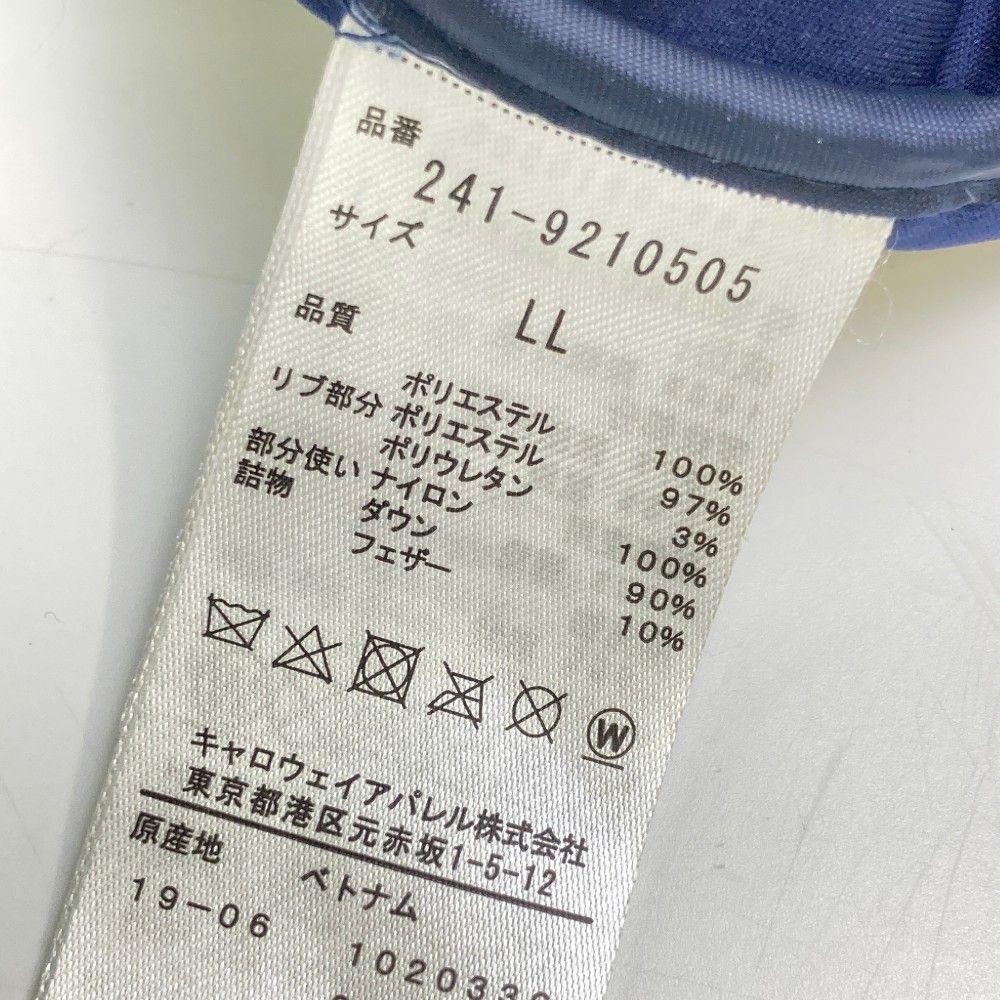 品番
241-9210505
サイズ
LL
品質
ポリエステル 100%
リブ部分 ポリエステル 97%
ポリウレタン 3%
部分使い ナイロン 100%
詰物 ダウン 90%
フェザー 10%
W
キャロウェイアパレル株式会社
東京都港区元赤坂1-5-12
原産地 ベトナム
19-06 1020339